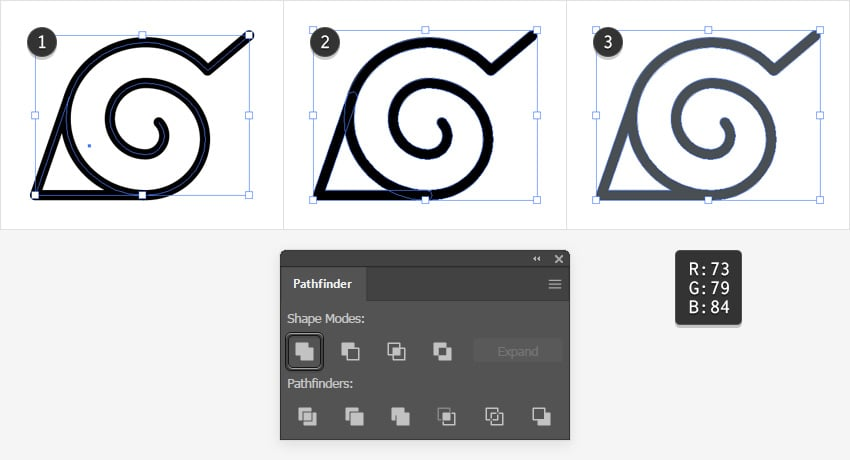 1
2
3
Pathfinder
Shape Modes:
Expand
Pathfinders:
R:73
G:79
B:84